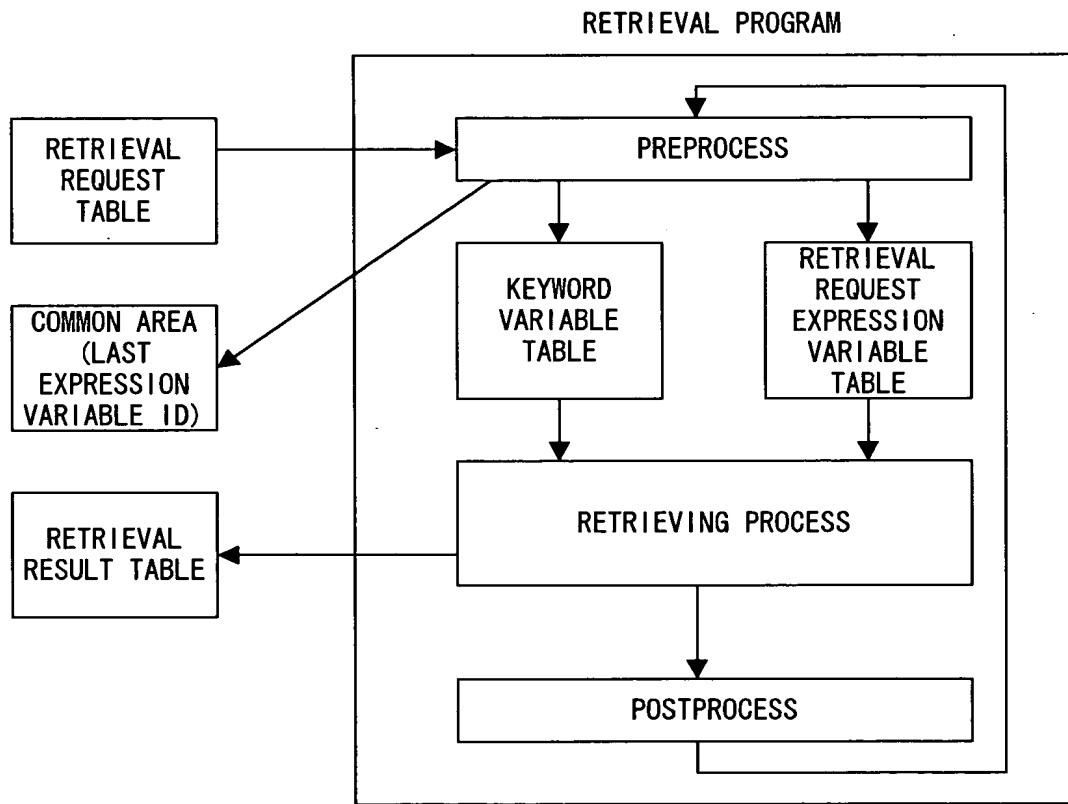 RETRIEVAL PROGRAM
RETRIEVAL
REQUEST
TABLE
PREPROCESS
COMMON AREA
(LAST
EXPRESSION
VARIABLE ID)
KEYWORD
VARIABLE
TABLE
RETRIEVAL
REQUEST
EXPRESSION
VARIABLE
TABLE
RETRIEVAL
RESULT TABLE
RETRIEVING PROCESS
POSTPROCESS